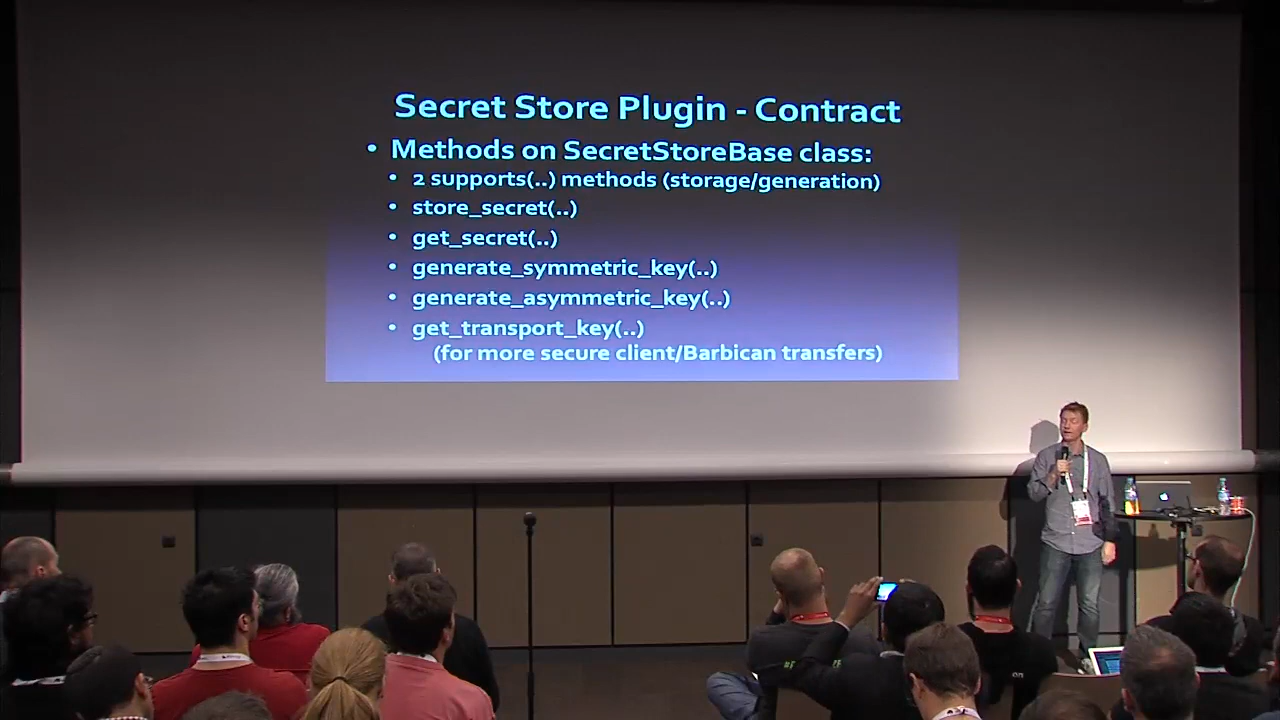 Secret Store Plugin - Contract
• Methods on SecretStoreBase class:
• 2 supports(..) methods (storage/generation)
• store_secret(..)
• get_secret(..)
• generate_symmetric_key(..)
• generate_asymmetric_key(..)
• get_transport_key(..)
(for more secure client/Barbican transfers)